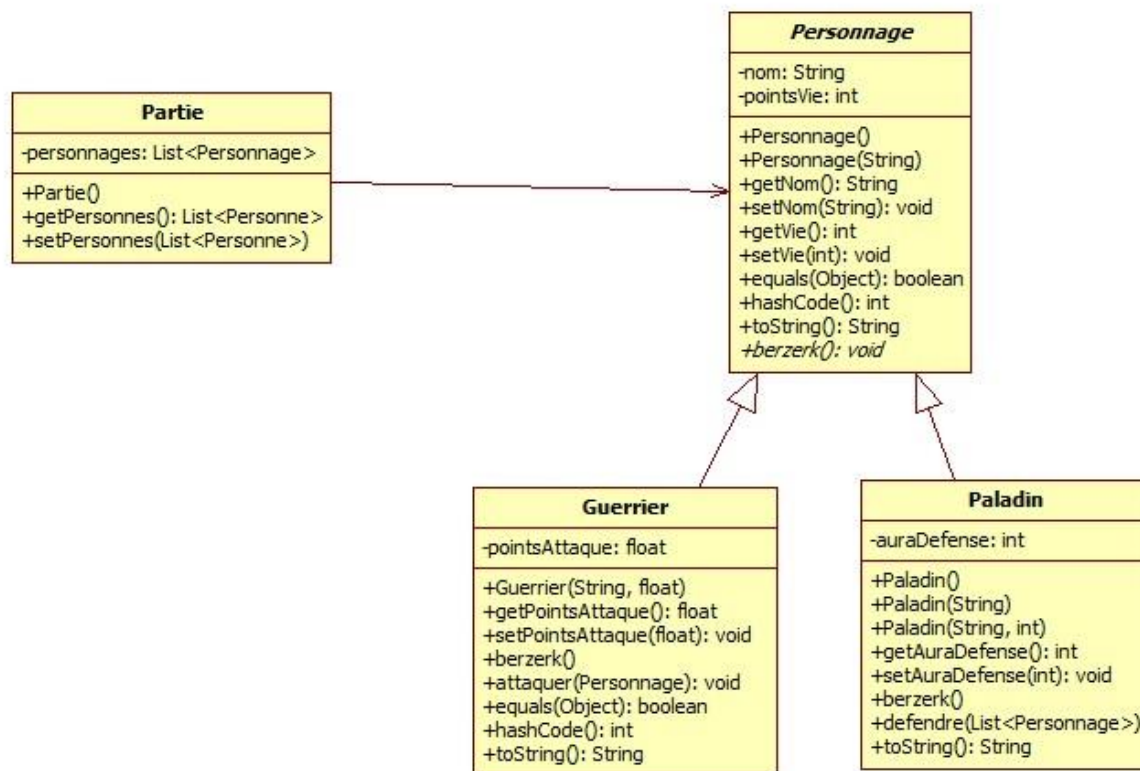 Partie
-personnages: List<Personnage>
+Partie()
+getPersonnes(): List<Personne>
+setPersonnes(List<Personne>)
Personnage
-nom: String
-pointsVie: int
+Personnage()
+Personnage(String)
+getNom(): String
+setNom(String): void
+getVie(): int
+setVie(int): void
+equals(Object): boolean
+hashCode(): int
+toString(): String
+berzerk(): void
Guerrier
-pointsAttaque: float
+Guerrier(String, float)
+getPointsAttaque(): float
+setPointsAttaque(float): void
+berzerk()
+attaquer(Personnage): void
+equals(Object): boolean
+hashCode(): int
+toString(): String
Paladin
-auraDefense: int
+Paladin()
+Paladin(String)
+Paladin(String, int)
+getAuraDefense(): int
+setAuraDefense(int): void
+berzerk()
+defendre(List<Personnage>)
+toString(): String